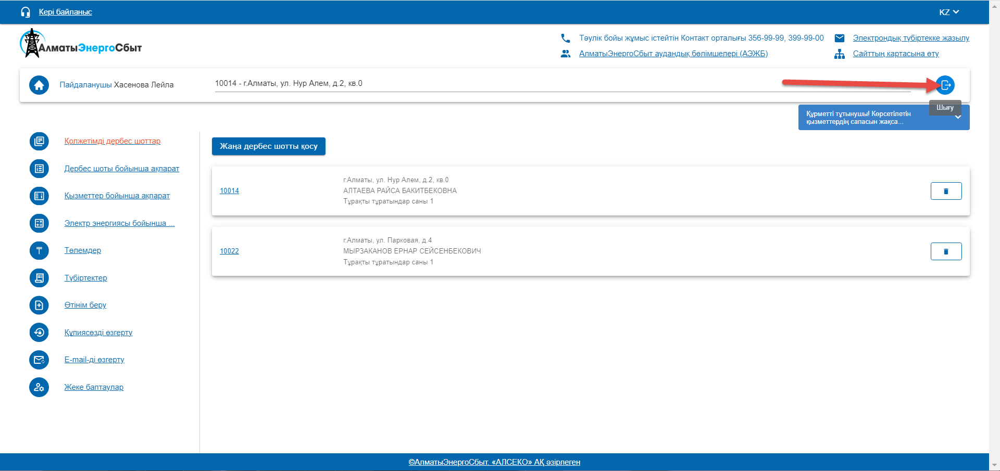 Кері байланыс
KZ
АлматыЭнергоСбыт
Тәулік бойы жұмыс істейтін Контакт орталығы 356-99-99, 399-99-00
Электрондық түбіртекке жазылу
АлматыЭнергоСбыт аудандық бөлімшелері (АЭЖБ)
Сайттың картасына өту
Пайдаланушы Хасенова Лейла
10014 - г.Алматы, ул. Нур Алем, д.2, кв.0
Шығу
Құрметті тұтынушы! Көрсетілетін
қызметтердің сапасын жақса...
Қолжетімді дербес шоттар
Дербес шоты бойынша ақпарат
Қызметтер бойынша ақпарат
Электр энергиясы бойынша ...
Төлемдер
Түбіртектер
Өтінім беру
Құпиясөзді өзгерту
E-mail-ді өзгерту
Жеке баптаулар
Жаңа дербес шотты қосу
10014
г.Алматы, ул. Нур Алем, д.2, кв.0
АЛТАЕВА РАЙСА БАКИТБЕКОВНА
Тұрақты тұратындар саны 1
10022
г.Алматы, ул. Парковая, д.4
МЫРЗАКАНОВ ЕРНАР СЕЙСЕНБЕКОВИЧ
Тұрақты тұратындар саны 1
©АлматыЭнергоСбыт. «АЛСЕКО» АҚ әзірлеген